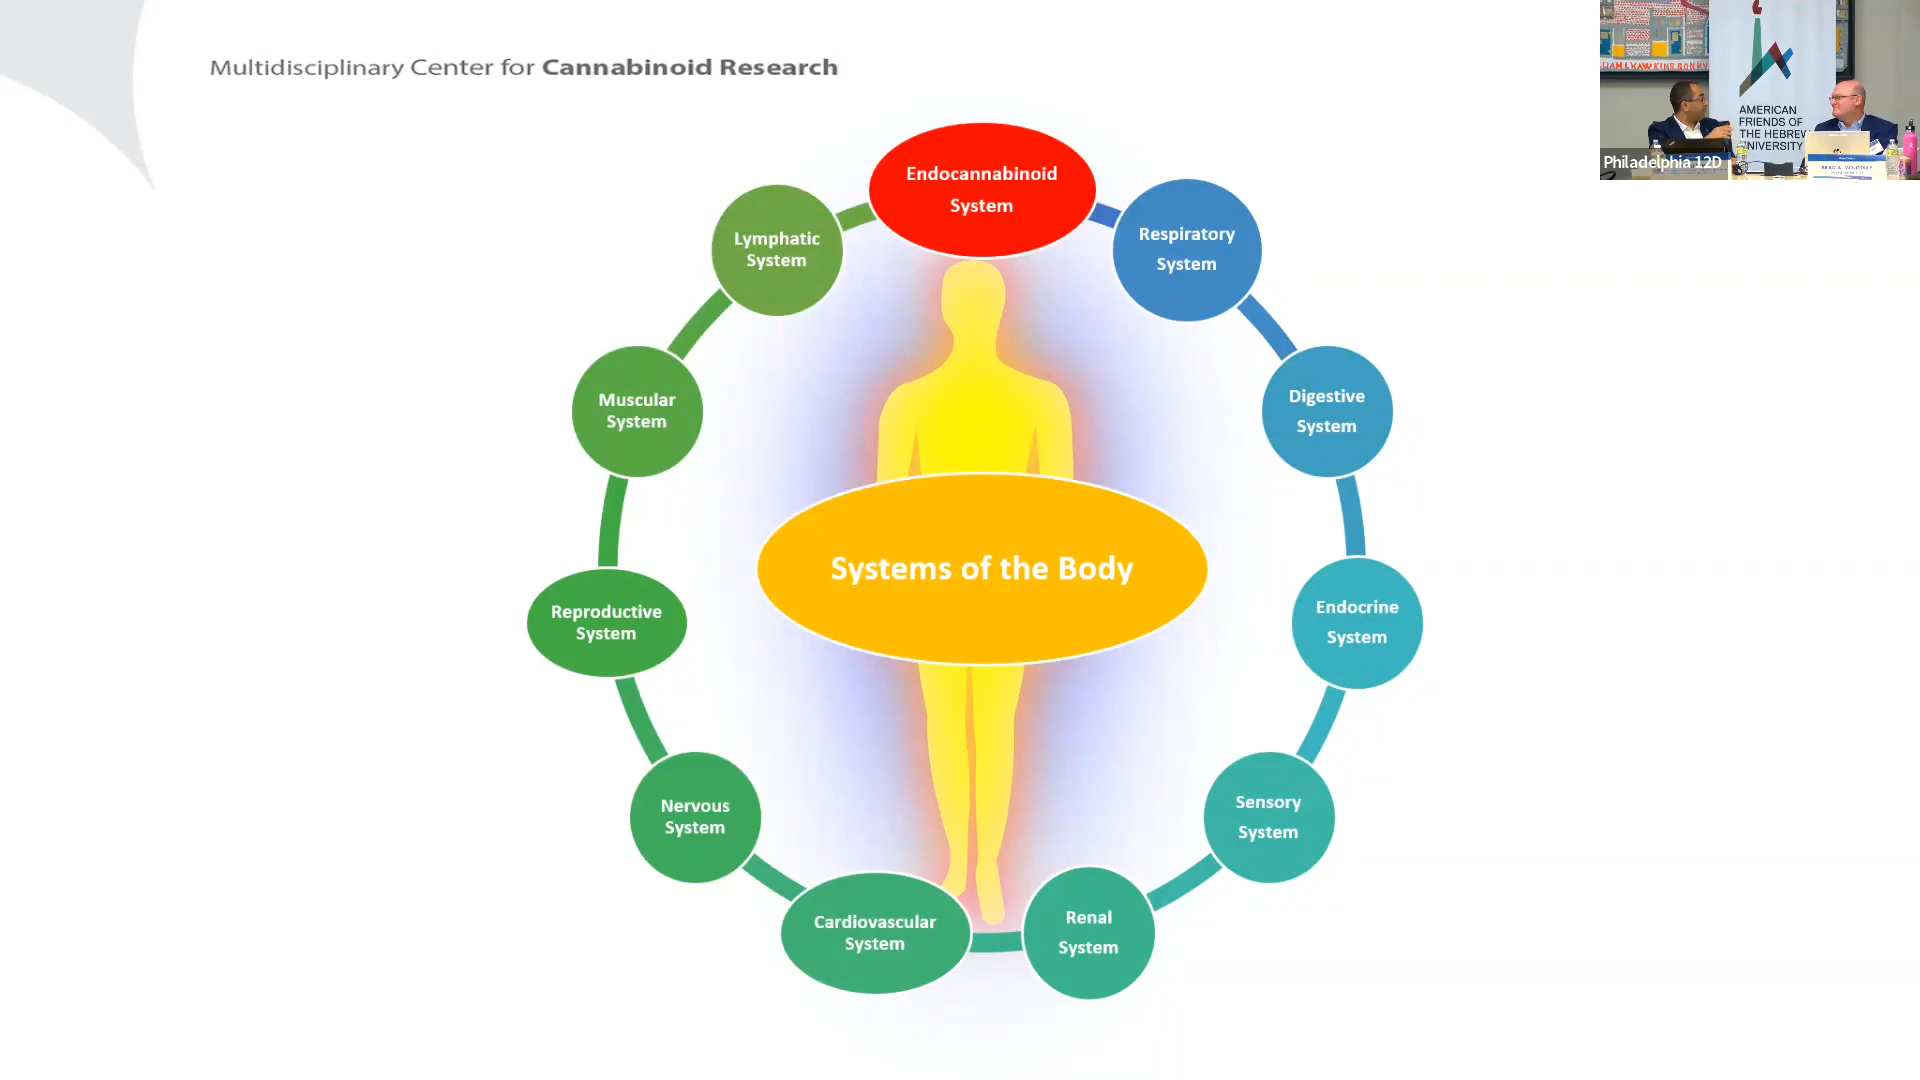 Multidisciplinary Center for Cannabinoid Research
Endocannabinoid
System
Respiratory
System
Digestive
System
Endocrine
System
Sensory
System
Renal
System
Cardiovascular
System
Nervous
System
Reproductive
System
Muscular
System
Lymphatic
System
Systems of the Body
AMERICAN
FRIENDS OF
THE HEBREW
UNIVERSITY
Philadelphia 12D